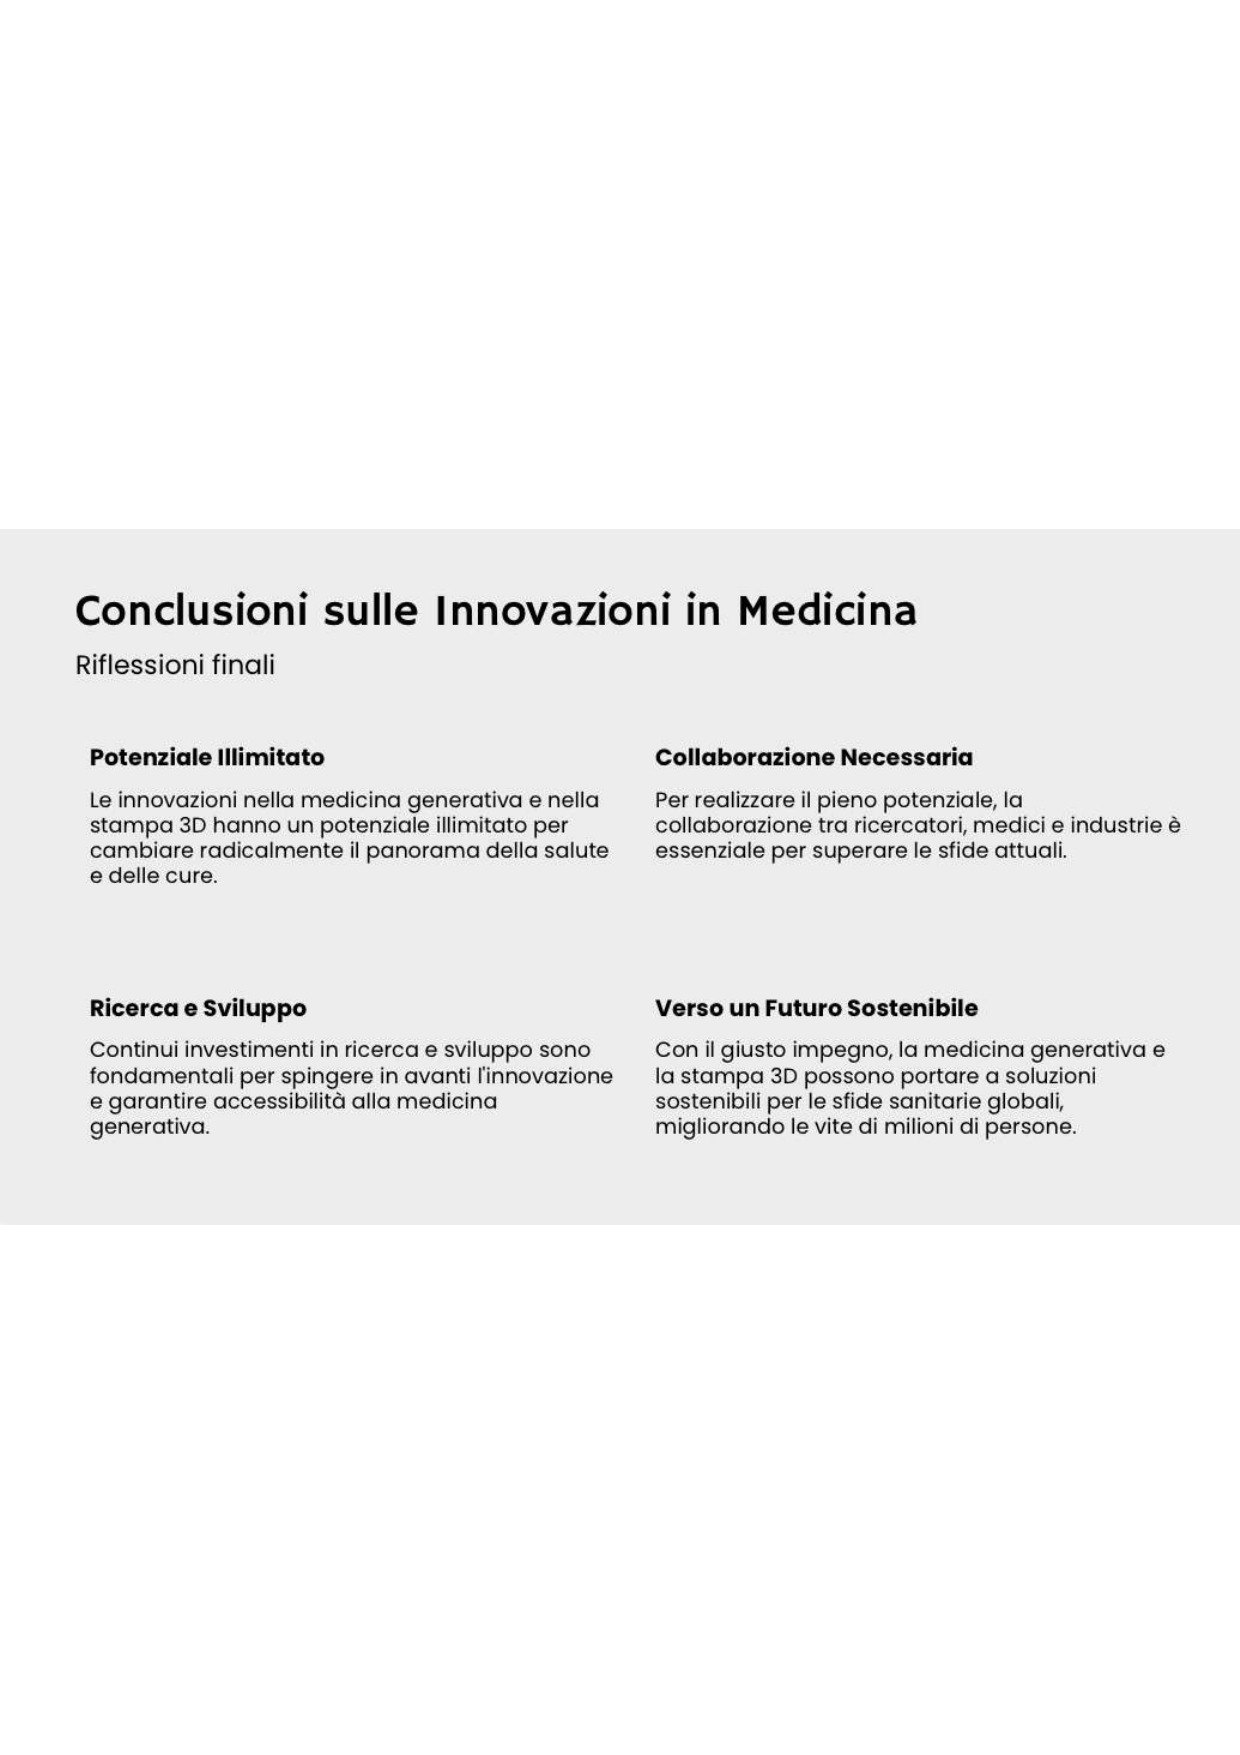 Conclusioni sulle Innovazioni in Medicina
Riflessioni finali
Potenziale Illimitato
Le innovazioni nella medicina generativa e nella
stampa 3D hanno un potenziale illimitato per
cambiare radicalmente il panorama della salute
e delle cure.
Collaborazione Necessaria
Per realizzare il pieno potenziale, la
collaborazione tra ricercatori, medici e industrie è
essenziale per superare le sfide attuali.
Ricerca e Sviluppo
Continui investimenti in ricerca e sviluppo sono
fondamentali per spingere in avanti l'innovazione
e garantire accessibilità alla medicina
generativa.
Verso un Futuro Sostenibile
Con il giusto impegno, la medicina generativa e
la stampa 3D possono portare a soluzioni
sostenibili per le sfide sanitarie globali,
migliorando le vite di milioni di persone.